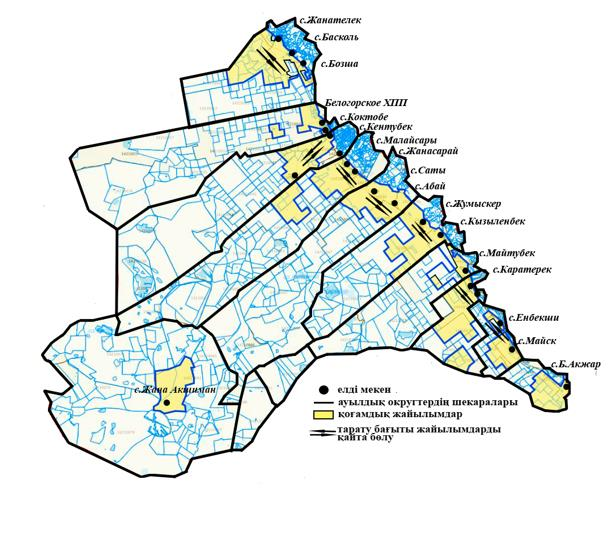 с.Жанателек
с.Басколь
с.Бозша
Белогорское ХПП
с.Коктобе
с.Кентубек
с.Малайсары
с.Жанасарай
с.Саты
с.Абай
с.Жумыскер
с.Кызыленбек
с.Майтубек
с.Каратерек
с.Енбекши
с.Майск
с.Б.Акжар
с.Жана Акшиман
елді мекен
ауылдық округтердің шекаралары
қоғамдық жайылымдар
тарату бағыты жайылымдарды
қайта бөлу